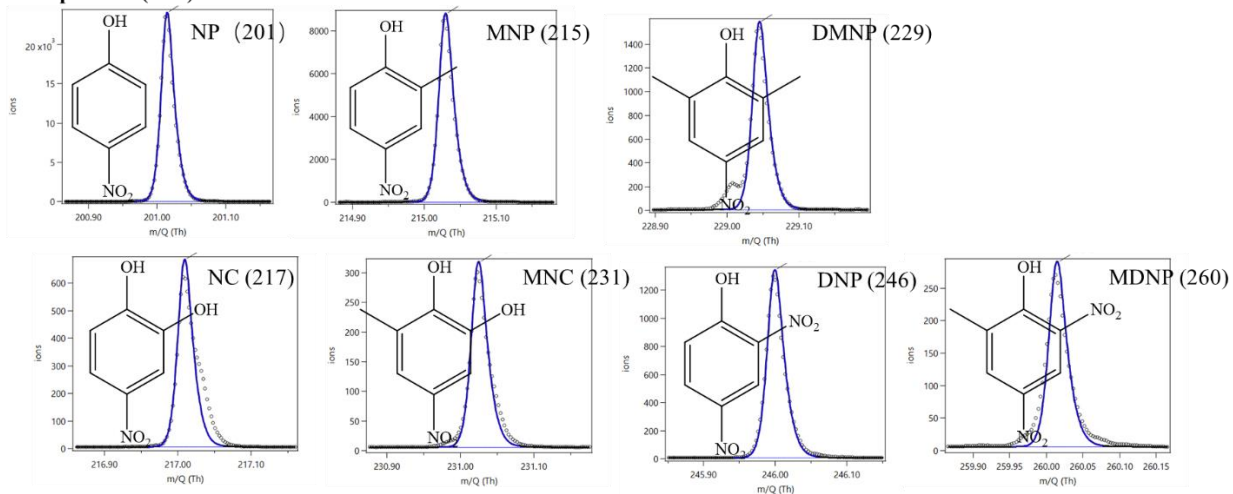 NP (201)
OH
NO2
20 x10³
15
10
5
0
ions
200.90
201.00
201.10
m/Q (Th)
MNP (215)
OH
NO2
8000
6000
4000
2000
0
ions
214.90
215.00
215.10
m/Q (Th)
DMNP (229)
OH
NO2
1400
1200
1000
800
600
400
200
0
ions
228.90
229.00
229.10
m/Q (Th)
NC (217)
OH
OH
NO2
600
500
400
300
200
100
0
ions
216.90
217.00
217.10
m/Q (Th)
MNC (231)
OH
OH
300
250
200
150
100
50
0
ions
230.90
231.00
231.10
m/Q (Th)
DNP (246)
OH
NO2
NO2
1200
1000
800
600
400
200
0
ions
245.90
246.00
246.10
m/Q (Th)
MDNP (260)
OH
NO2
NO2
250
200
150
100
50
0
ions
259.90
259.95
260.00
260.05
260.10
260.15
m/Q (Th)